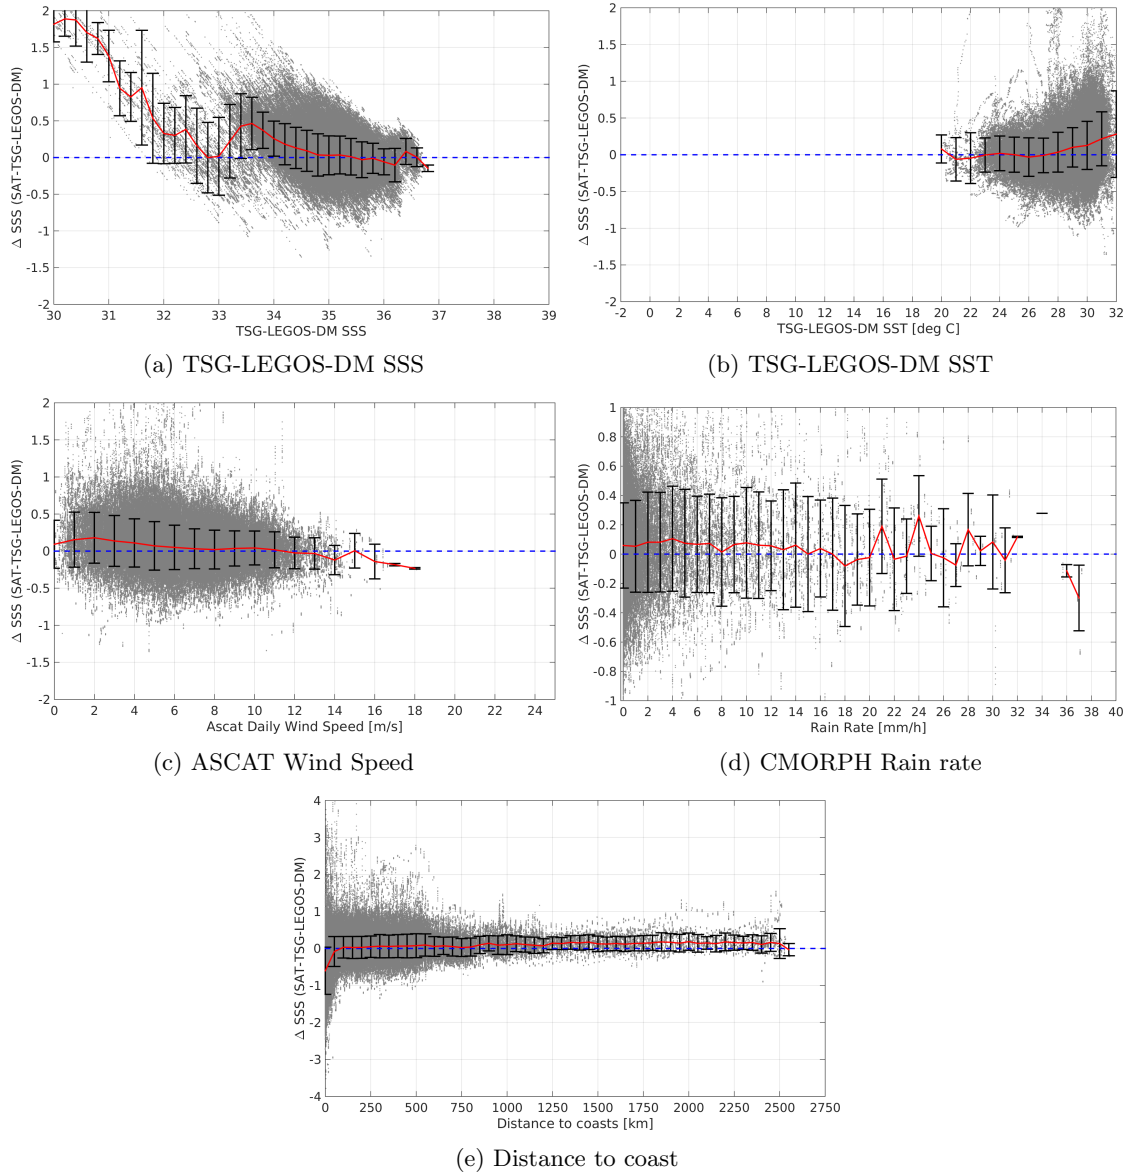 Δ SSS (SAT-TSG-LEGOS-DM)
2
1.5
1
0.5
0
-0.5
-1
-1.5
-2
30 31 32 33 34 35 36 37 38 39
TSG-LEGOS-DM SSS
(a) TSG-LEGOS-DM SSS
Δ SSS (SAT-TSG-LEGOS-DM)
2
1.5
1
0.5
0
-0.5
-1
-1.5
-2
-2 0 2 4 6 8 10 12 14 16 18 20 22 24 26 28 30 32
TSG-LEGOS-DM SST [deg C]
(b) TSG-LEGOS-DM SST
Δ SSS (SAT-TSG-LEGOS-DM)
2
1.5
1
0.5
0
-0.5
-1
-1.5
-2
0 2 4 6 8 10 12 14 16 18 20 22 24
Ascat Daily Wind Speed [m/s]
(c) ASCAT Wind Speed
Δ SSS (SAT-TSG-LEGOS-DM)
1
0.8
0.6
0.4
0.2
0
-0.2
-0.4
-0.6
-0.8
-1
0 2 4 6 8 10 12 14 16 18 20 22 24 26 28 30 32 34 36 38 40
Rain Rate [mm/h]
(d) CMORPH Rain rate
Δ SSS (SAT-TSG-LEGOS-DM)
4
3
2
1
0
-1
-2
-3
-4
0 250 500 750 1000 1250 1500 1750 2000 2250 2500 2750
Distance to coasts [km]
(e) Distance to coast